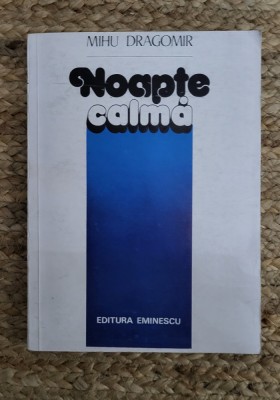 MIHU DRAGOMIR
Noapte
calmă
EDITURA EMINESCU